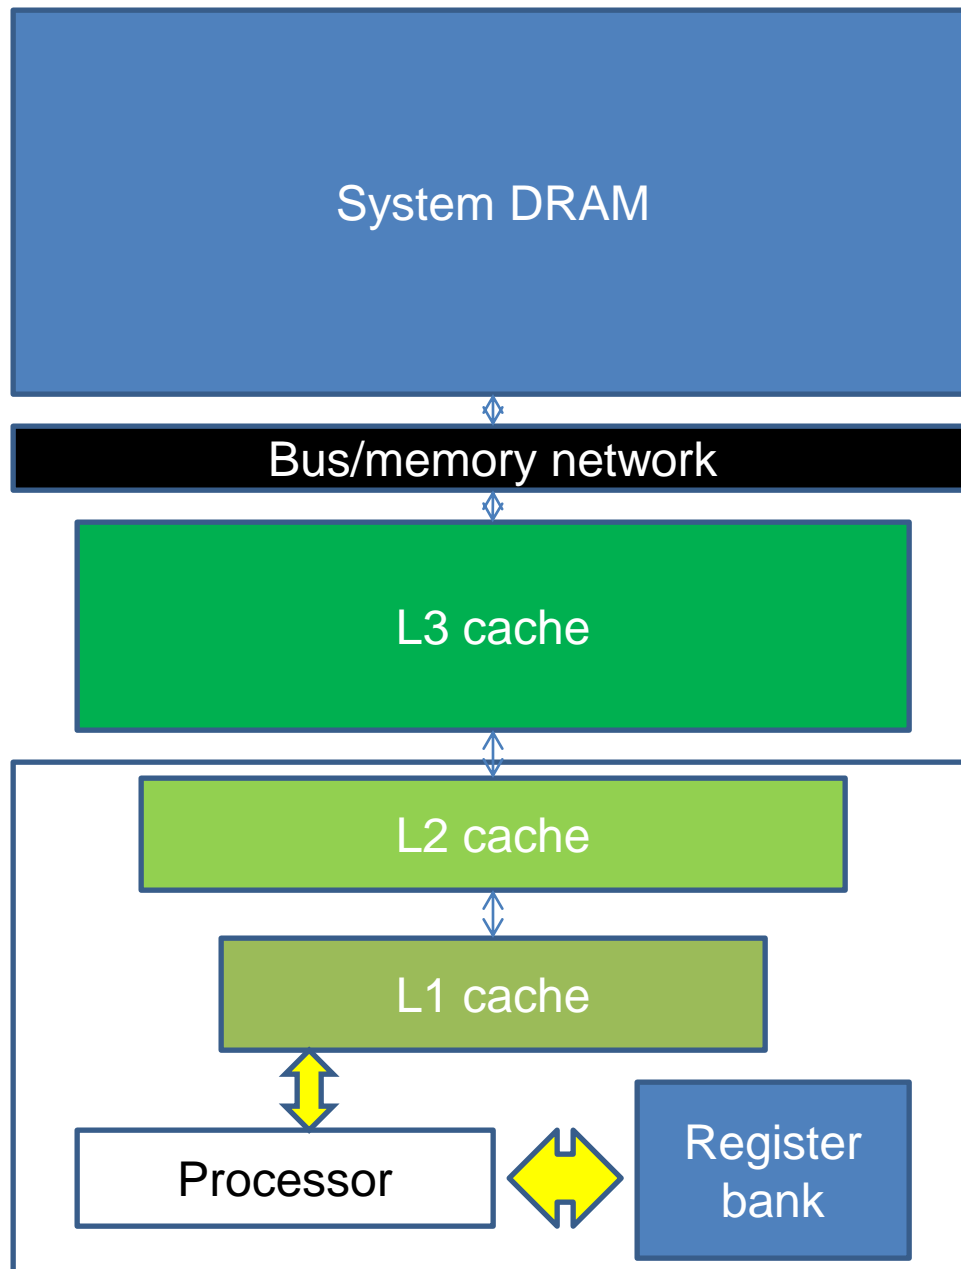 System DRAM
Bus/memory network
L3 cache
L2 cache
L1 cache
Processor
Register
bank